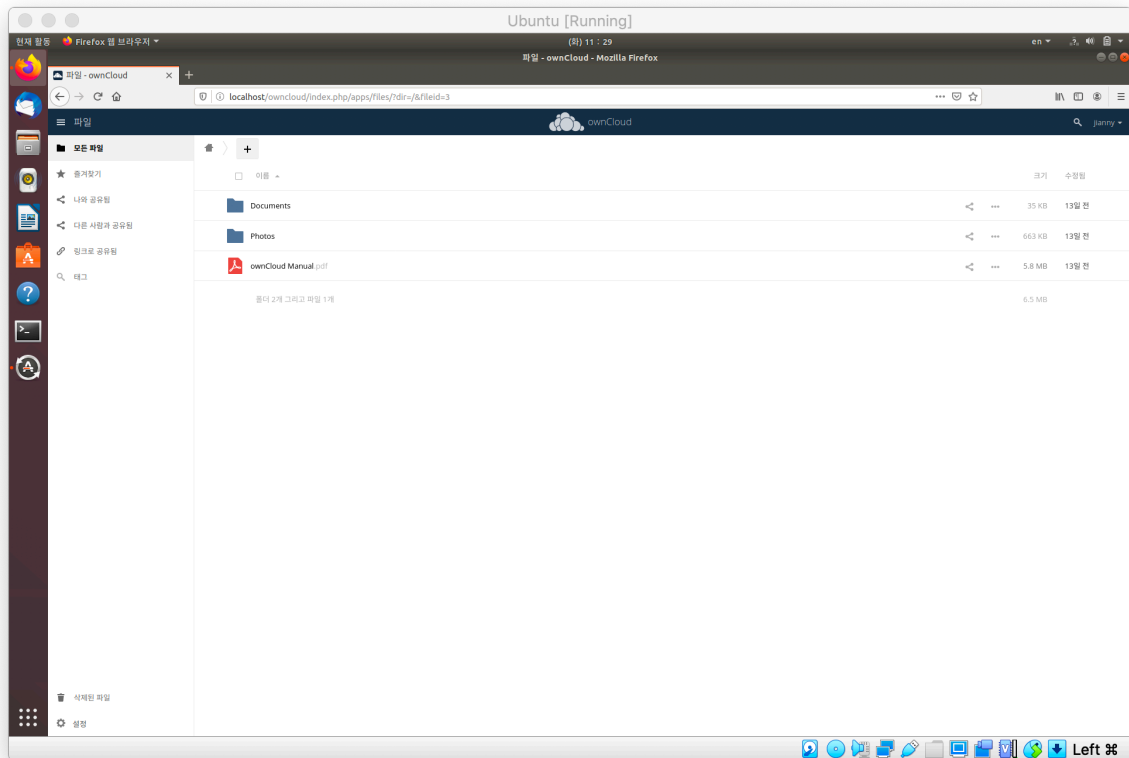 Ubuntu [Running]
현재 활동 Firefox 웹 브라우저 (화) 11 : 29 en
파일 - ownCloud - Mozilla Firefox
파일 - ownCloud
localhost/owncloud/index.php/apps/files/?dir=/&fileid=3
파일 ownCloud jianny
모든 파일
즐겨찾기
나와 공유됨
다른 사람과 공유됨
링크로 공유됨
태그
이름 크기 수정됨
Documents 35 KB 13일 전
Photos 663 KB 13일 전
ownCloud Manual.pdf 5.8 MB 13일 전
폴더 2개 그리고 파일 1개 6.5 MB
삭제된 파일
설정
Left ⌘